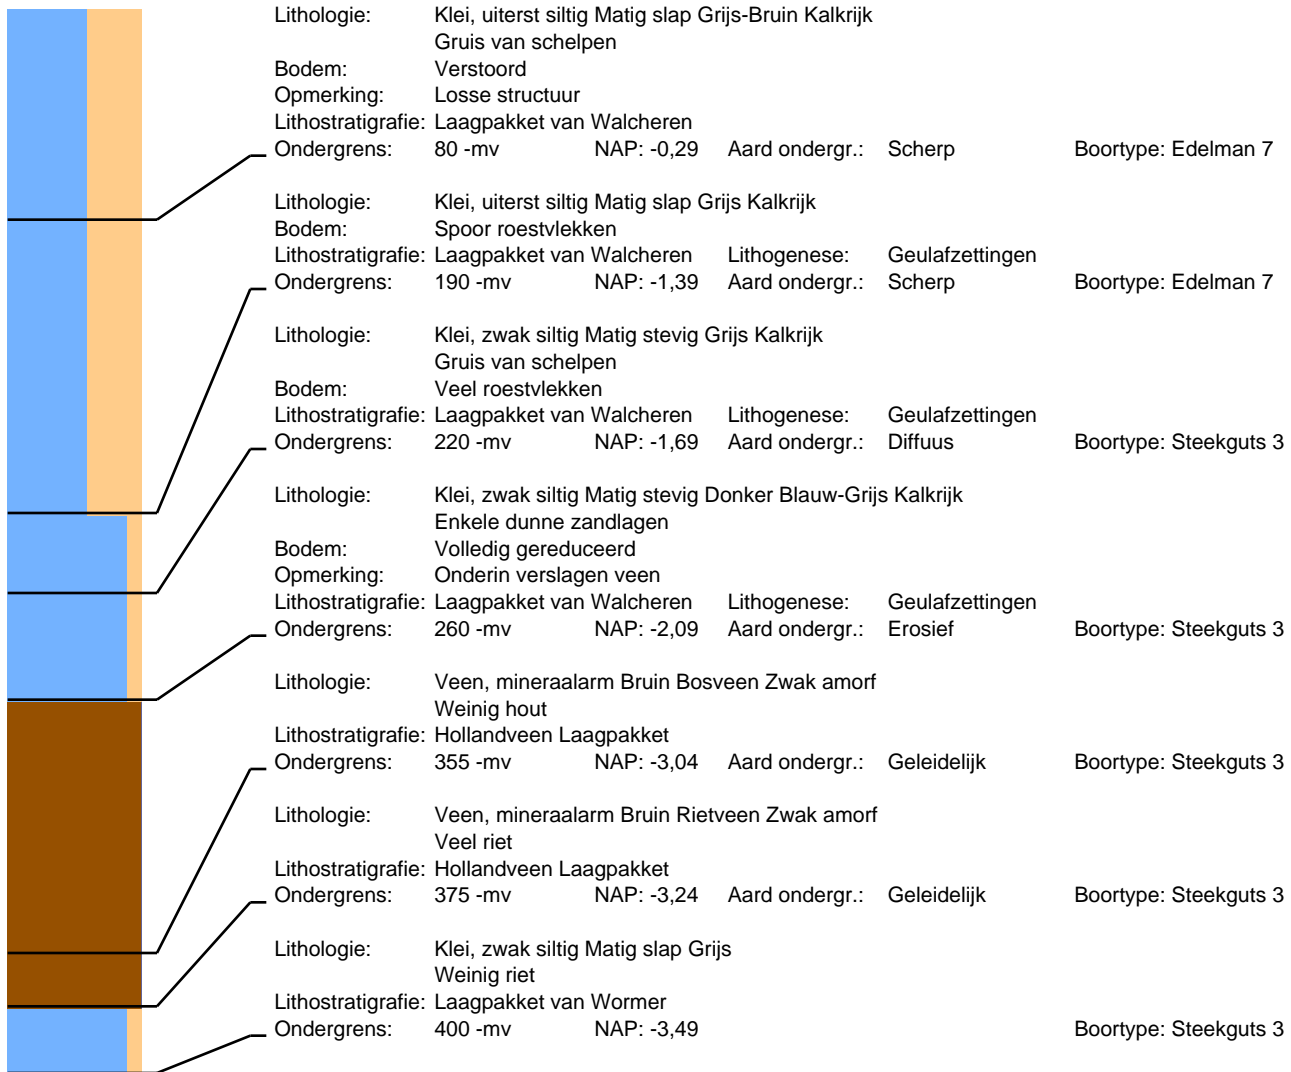 Lithologie: Klei, uiterst siltig Matig slap Grijs-Bruin Kalkrijk
Gruis van schelpen
Bodem: Verstoord
Opmerking: Losse structuur
Lithostratigrafie: Laagpakket van Walcheren
Ondergrens: 80 -mv NAP: -0,29 Aard ondergr.: Scherp Boortype: Edelman 7
Lithologie: Klei, uiterst siltig Matig slap Grijs Kalkrijk
Bodem: Spoor roestvlekken
Lithostratigrafie: Laagpakket van Walcheren Lithogenese: Geulafzettingen
Ondergrens: 190 -mv NAP: -1,39 Aard ondergr.: Scherp Boortype: Edelman 7
Lithologie: Klei, zwak siltig Matig stevig Grijs Kalkrijk
Gruis van schelpen
Bodem: Veel roestvlekken
Lithostratigrafie: Laagpakket van Walcheren Lithogenese: Geulafzettingen
Ondergrens: 220 -mv NAP: -1,69 Aard ondergr.: Diffuus Boortype: Steekguts 3
Lithologie: Klei, zwak siltig Matig stevig Donker Blauw-Grijs Kalkrijk
Enkele dunne zandlagen
Bodem: Volledig gereduceerd
Opmerking: Onderin verslagen veen
Lithostratigrafie: Laagpakket van Walcheren Lithogenese: Geulafzettingen
Ondergrens: 260 -mv NAP: -2,09 Aard ondergr.: Erosief Boortype: Steekguts 3
Lithologie: Veen, mineraalarm Bruin Bosveen Zwak amorf
Weinig hout
Lithostratigrafie: Hollandveen Laagpakket
Ondergrens: 355 -mv NAP: -3,04 Aard ondergr.: Geleidelijk Boortype: Steekguts 3
Lithologie: Veen, mineraalarm Bruin Rietveen Zwak amorf
Veel riet
Lithostratigrafie: Hollandveen Laagpakket
Ondergrens: 375 -mv NAP: -3,24 Aard ondergr.: Geleidelijk Boortype: Steekguts 3
Lithologie: Klei, zwak siltig Matig slap Grijs
Weinig riet
Lithostratigrafie: Laagpakket van Wormer
Ondergrens: 400 -mv NAP: -3,49 Boortype: Steekguts 3